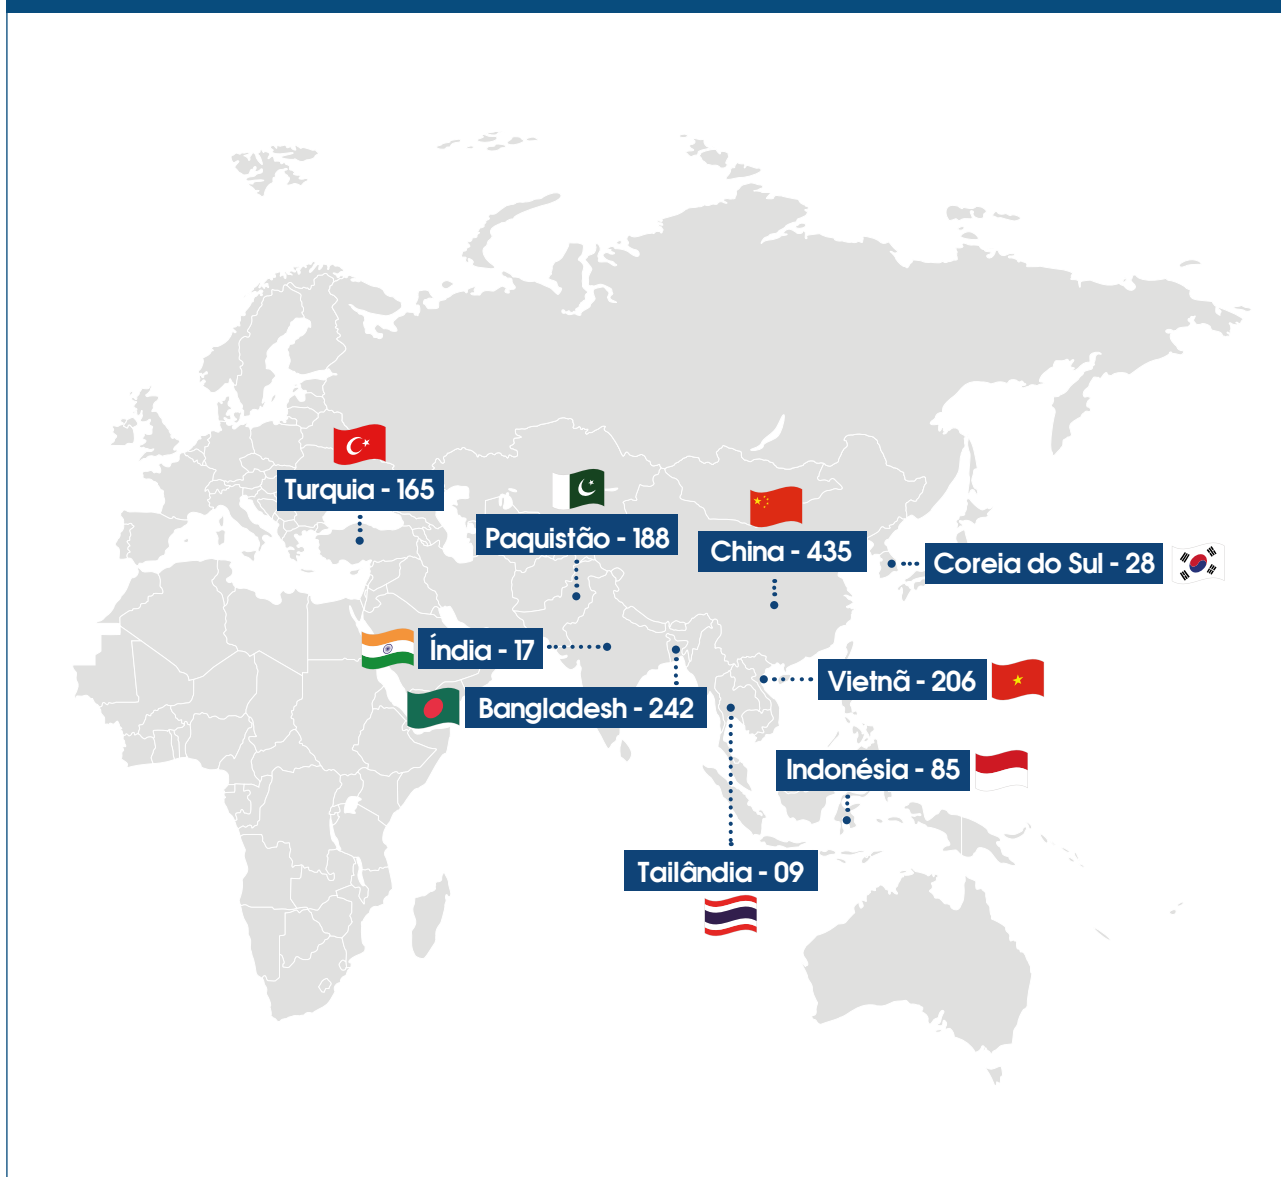 Turquia - 165
Paquistão - 188
China - 435
Coreia do Sul - 28
Índia - 17
Vietnã - 206
Bangladesh - 242
Indonésia - 85
Tailândia - 09